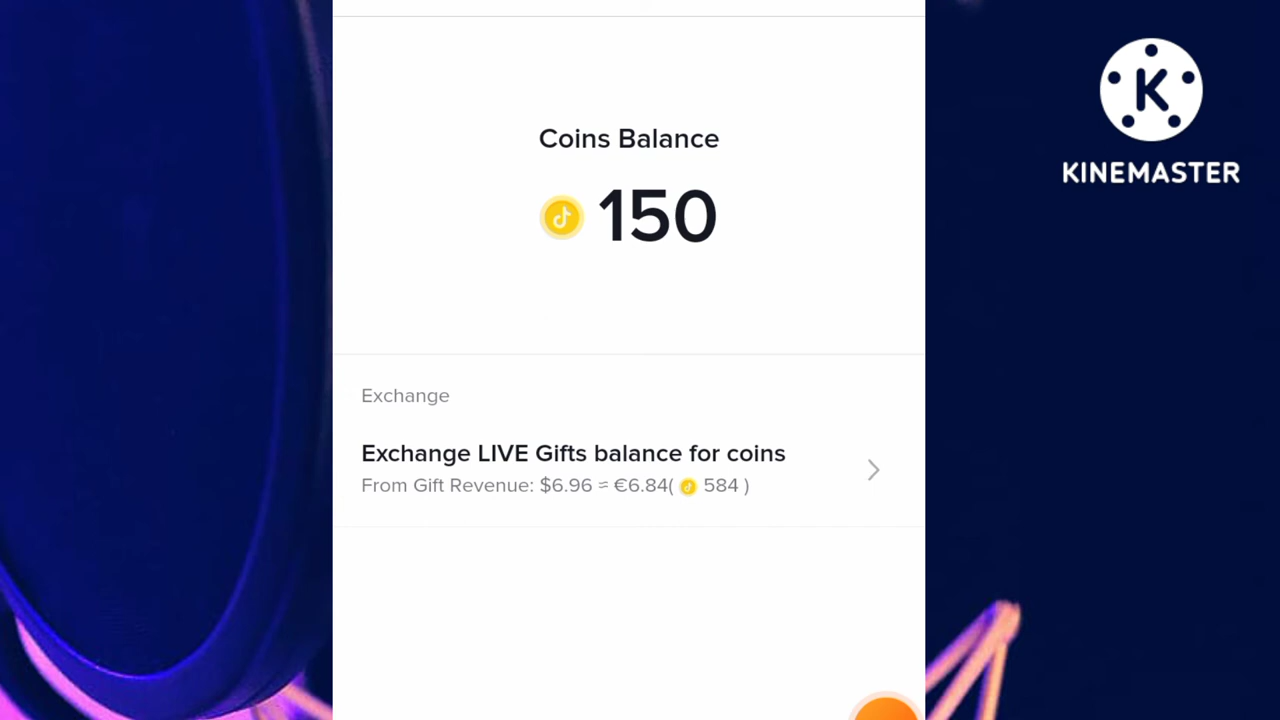 Coins Balance
150
Exchange
Exchange LIVE Gifts balance for coins
From Gift Revenue: $6.96 ≈ €6.84( 584 )
K
KINEMASTER